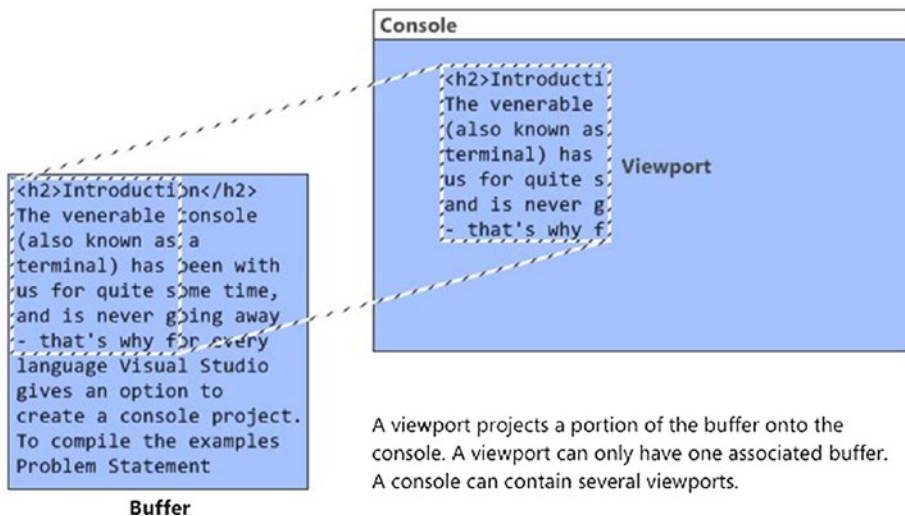 Console
<h2>Introducti
The venerable
(also known as
terminal) has
us for quite s
and is never g
- that's why f
Viewport
<h2>Introduction</h2>
The venerable console
(also known as a
terminal) has been with
us for quite some time,
and is never going away
- that's why for every
language Visual Studio
gives an option to
create a console project.
To compile the examples
Problem Statement
Buffer
A viewport projects a portion of the buffer onto the
console. A viewport can only have one associated buffer.
A console can contain several viewports.